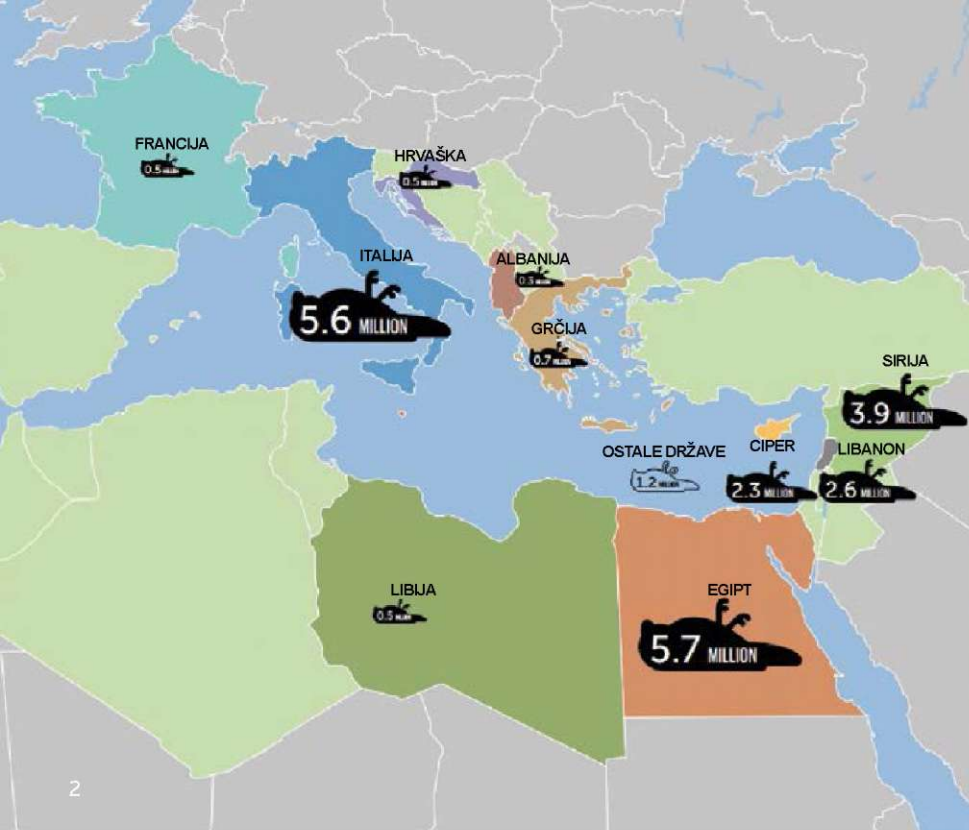 FRANCIJA
0.5 MILLION
HRVAŠKA
0.5 MILLION
ITALIJA
5.6 MILLION
ALBANIJA
0.3 MILLION
GRČIJA
0.7 MILLION
SIRIJA
3.9 MILLION
OSTALE DRŽAVE
1.2 MILLION
CIPER
2.3 MILLION
LIBANON
2.6 MILLION
LIBIJA
0.5 MILLION
EGIPT
5.7 MILLION
2